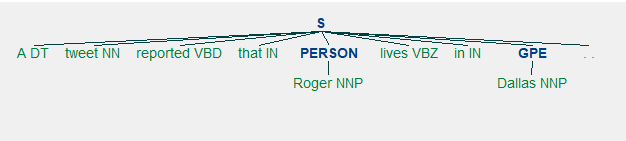 S
A DT tweet NN reported VBD that IN PERSON lives VBZ in IN GPE . .
Roger NNP Dallas NNP